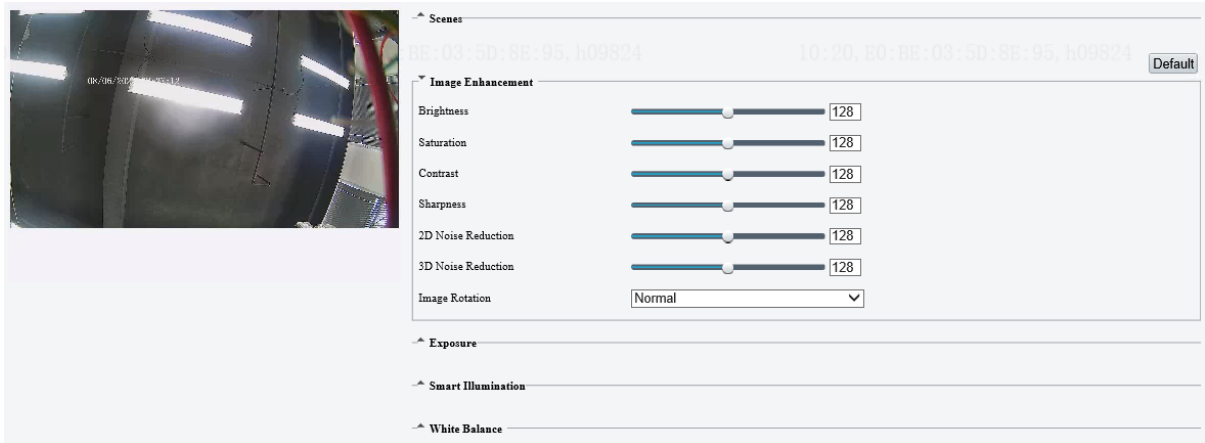 Scenes
BE:03:5D:8E:95, h09824
10:20, E0:BE:03:5D:8E:95, h09824
Default
Image Enhancement
Brightness 128
Saturation 128
Contrast 128
Sharpness 128
2D Noise Reduction 128
3D Noise Reduction 128
Image Rotation Normal
Exposure
Smart Illumination
White Balance